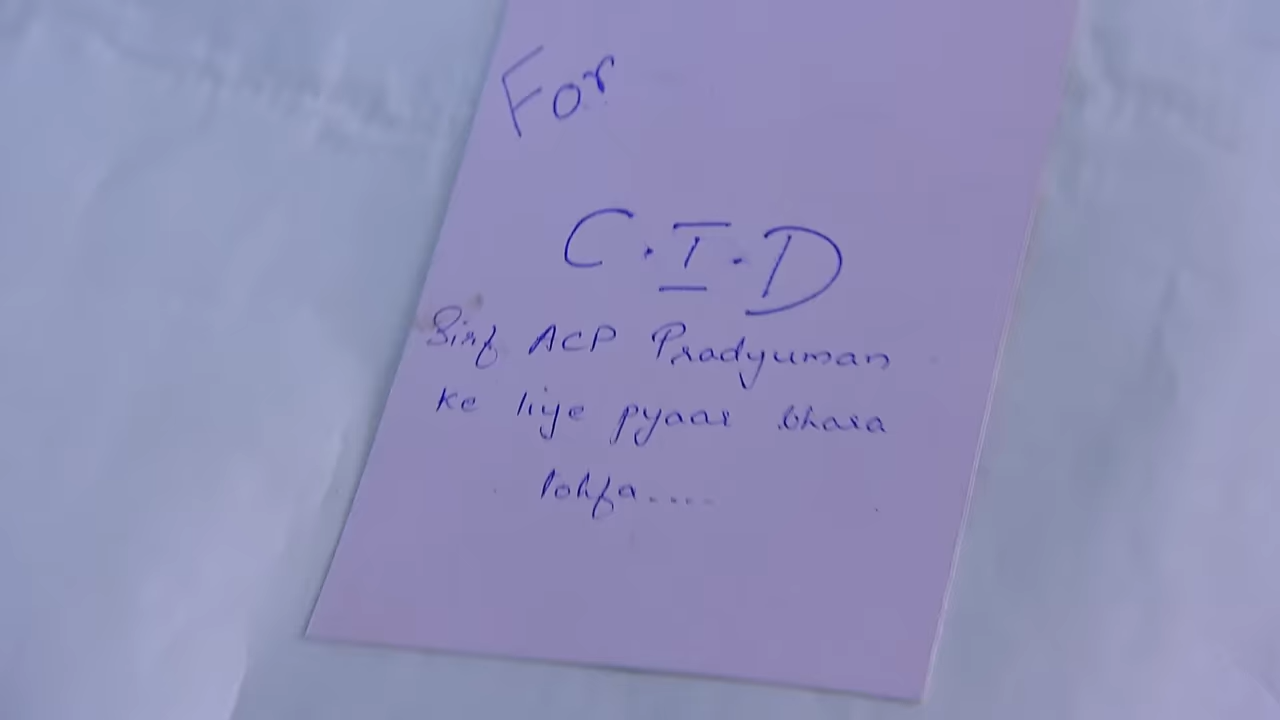 For
C.I.D
Sirf ACP Pradyuman
ke liye pyaar bhara
tohfa....